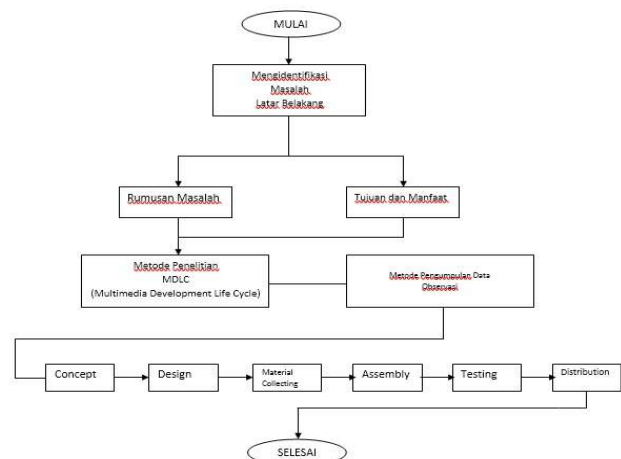 MULAI
Mengidentifikasi
Masalah
Latar Belakang
Rumusan Masalah
Tujuan dan Manfaat
Metode Penelitian
MDLC
(Multimedia Development Life Cycle)
Metode Pengumpulan Data
Observasi
Concept
Design
Material
Collecting
Assembly
Testing
Distribution
SELESAI